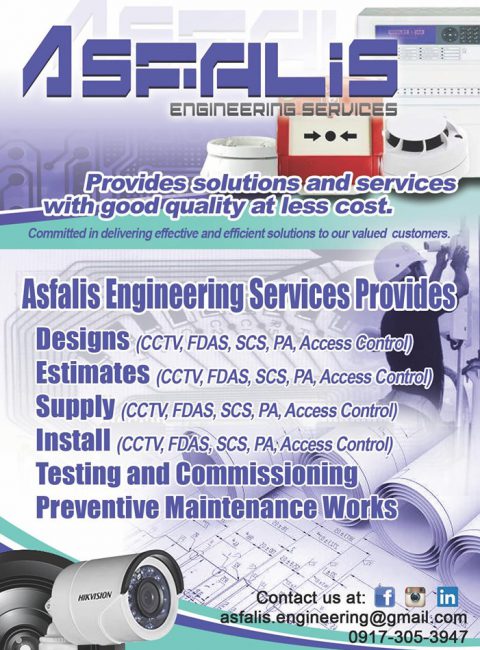 ASFALIS
ENGINEERING SERVICES
Provides solutions and services
with good quality at less cost.
Committed in delivering effective and efficient solutions to our valued customers.
Asfalis Engineering Services Provides
Designs (CCTV, FDAS, SCS, PA, Access Control)
Estimates (CCTV, FDAS, SCS, PA, Access Control)
Supply (CCTV, FDAS, SCS, PA, Access Control)
Install (CCTV, FDAS, SCS, PA, Access Control)
Testing and Commissioning
Preventive Maintenance Works
HIKVISION
Contact us at: f in
asfalis.engineering@gmail.com
0917-305-3947